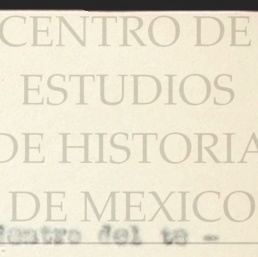 CENTRO DE
ESTUDIOS
DE HISTORIA
DE MEXICO
dentro del te -